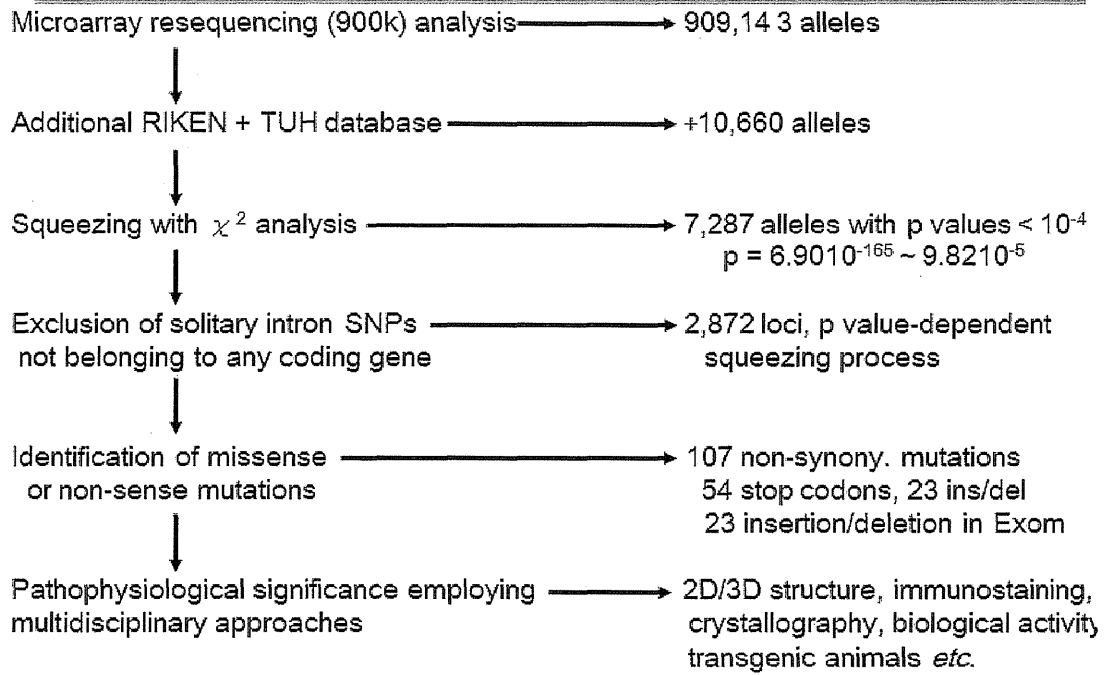 Microarray resequencing (900k) analysis
909,14 3 alleles
Additional RIKEN + TUH database
+10,660 alleles
Squeezing with χ² analysis
7,287 alleles with p values < 10⁻⁴
p = 6.9010⁻¹⁶⁵ ~ 9.8210⁻⁵
Exclusion of solitary intron SNPs
not belonging to any coding gene
2,872 loci, p value-dependent
squeezing process
Identification of missense
or non-sense mutations
107 non-synony. mutations
54 stop codons, 23 ins/del
23 insertion/deletion in Exom
Pathophysiological significance employing
multidisciplinary approaches
2D/3D structure, immunostaining,
crystallography, biological activity
transgenic animals etc.